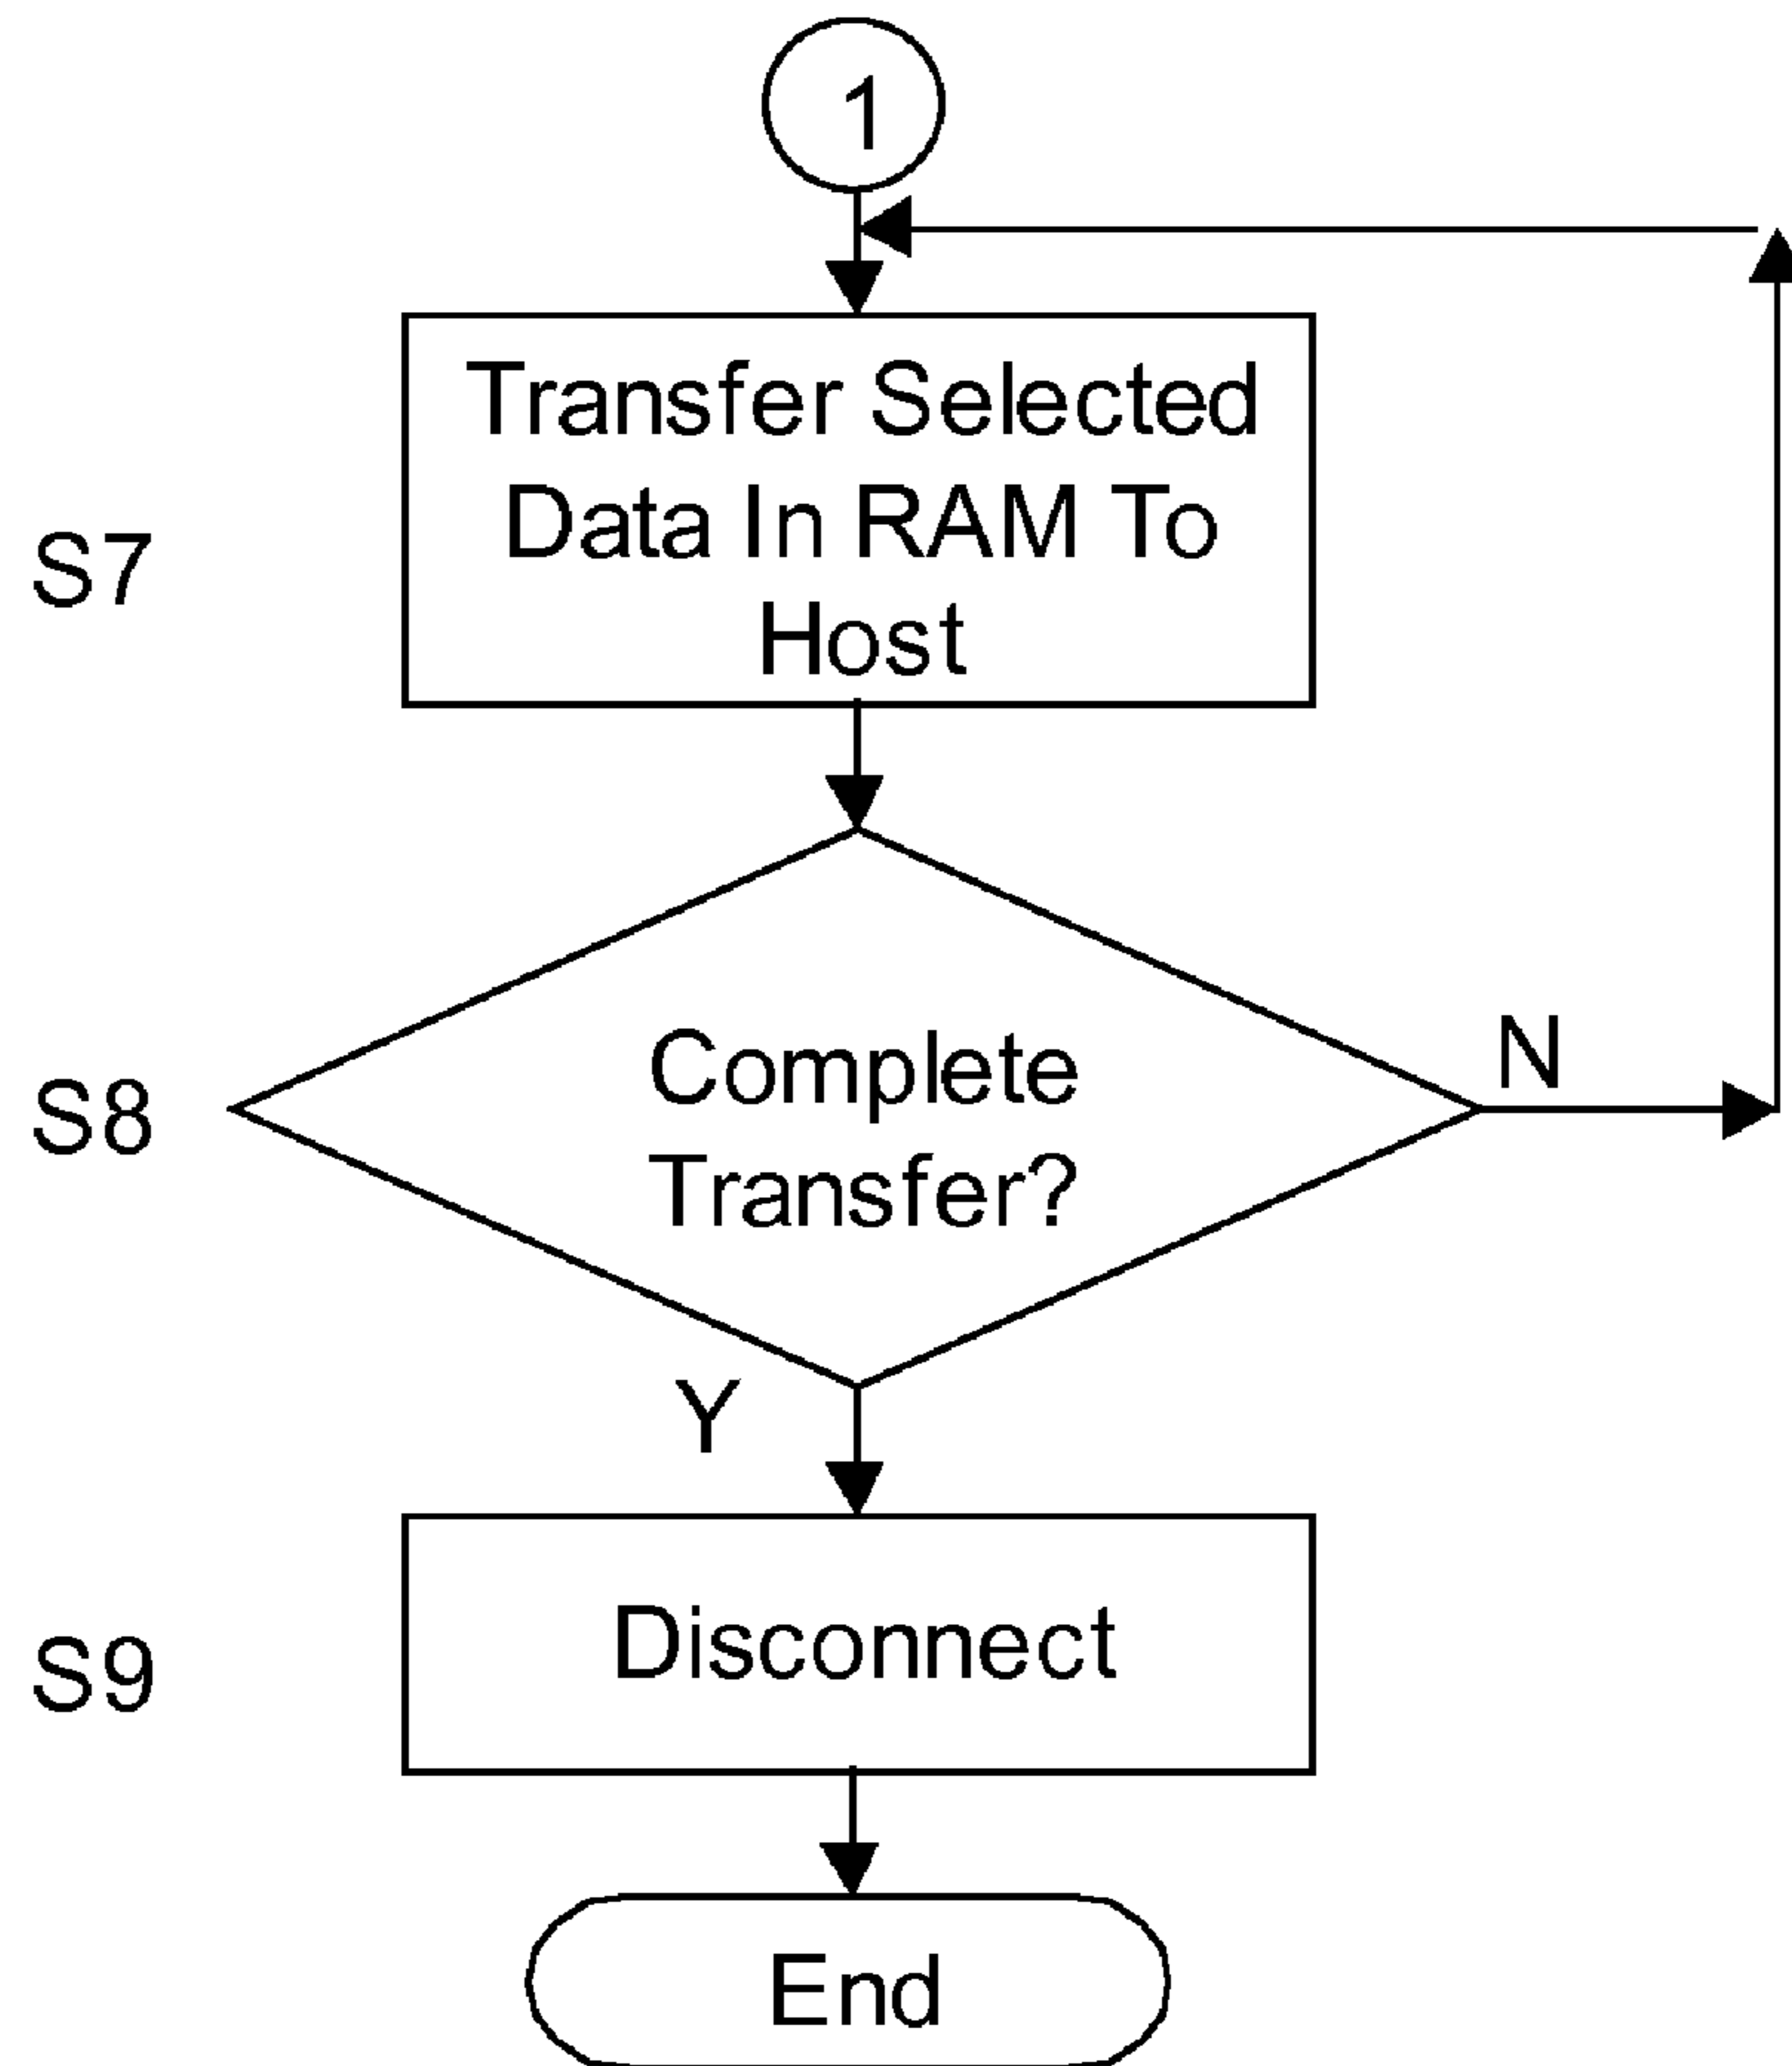 1
Transfer Selected
Data In RAM To
Host
S7
Complete
Transfer?
N
S8
Y
Disconnect
S9
End